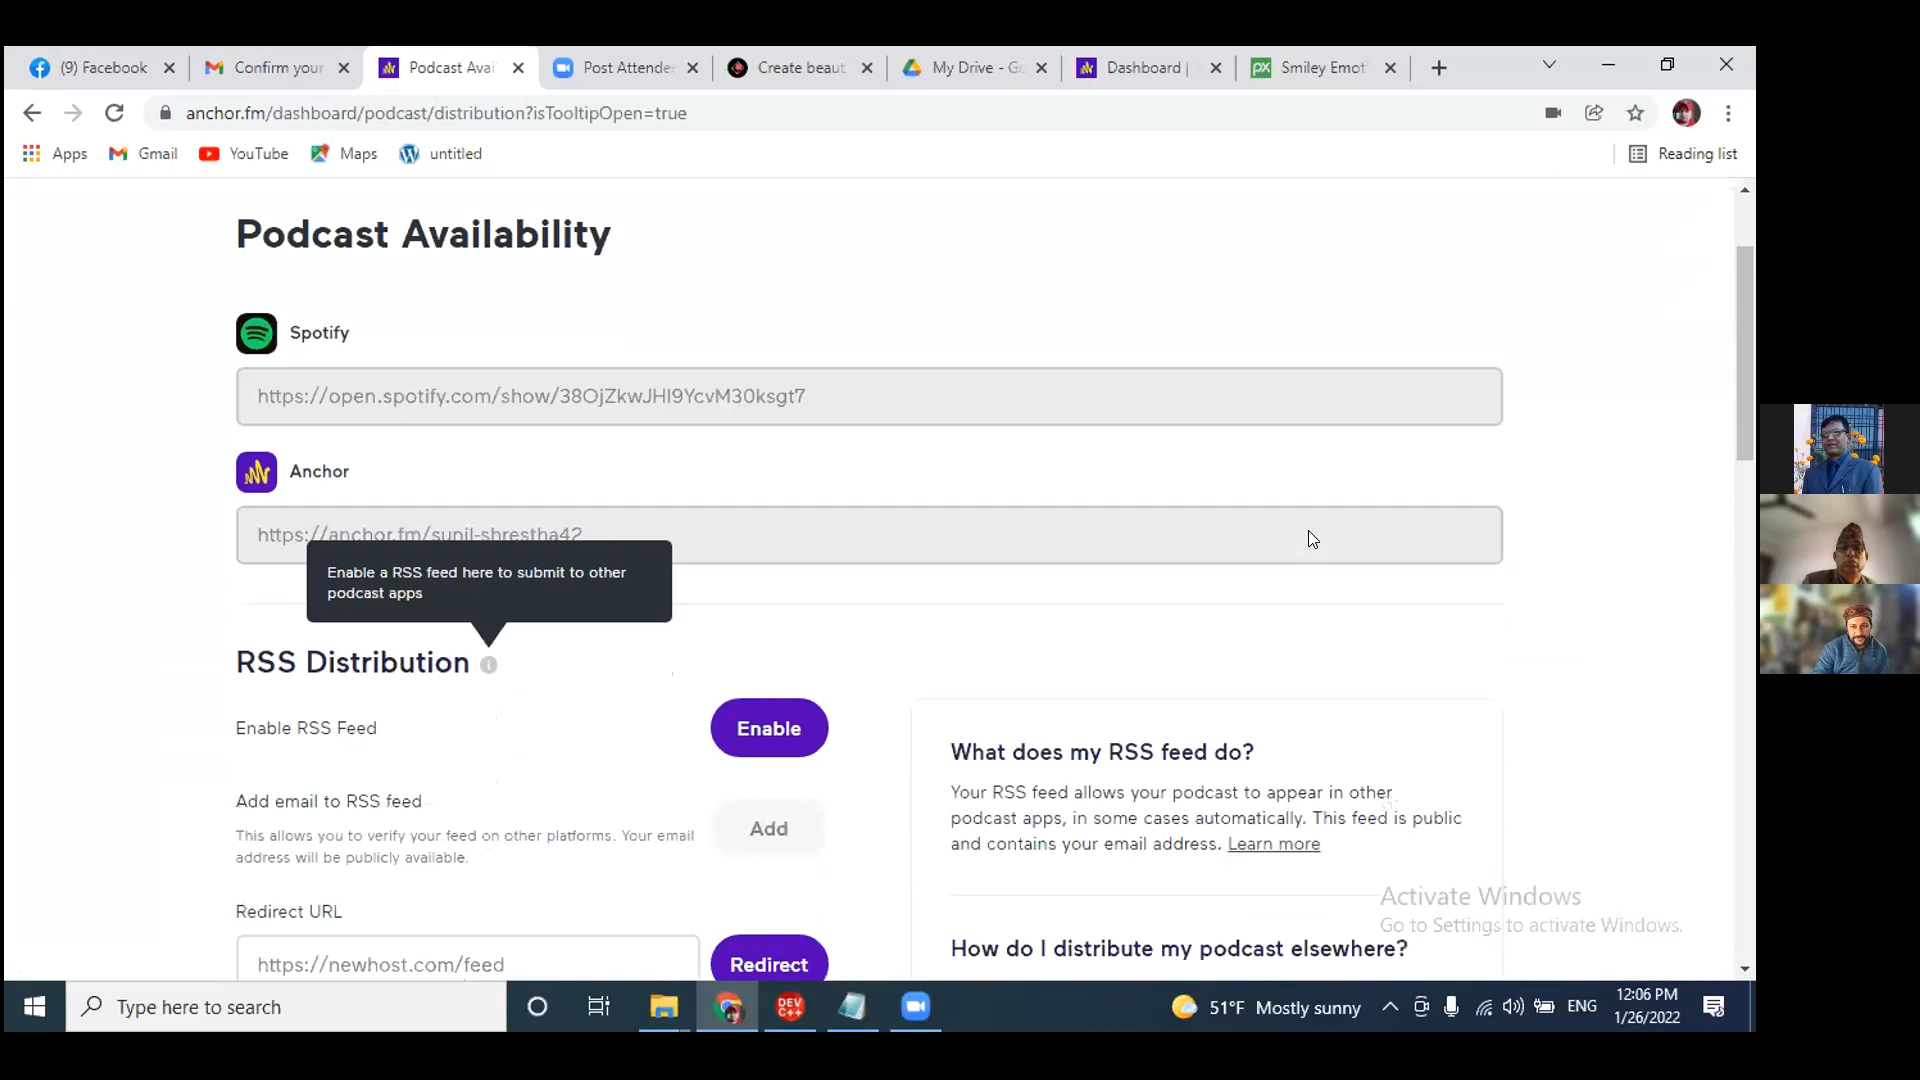 (9) Facebook
Confirm your
Podcast Avai
Post Attende
Create beaut
My Drive - Go
Dashboard |
Smiley Emot
anchor.fm/dashboard/podcast/distribution?isTooltipOpen=true
Apps
Gmail
YouTube
Maps
untitled
Reading list
Podcast Availability
Spotify
https://open.spotify.com/show/38OjZkwJHI9YcvM30ksgt7
Anchor
https://anchor.fm/sunil-shrestha42
Enable a RSS feed here to submit to other
podcast apps
RSS Distribution
Enable RSS Feed
Enable
Add email to RSS feed
This allows you to verify your feed on other platforms. Your email
address will be publicly available.
Add
Redirect URL
https://newhost.com/feed
Redirect
What does my RSS feed do?
Your RSS feed allows your podcast to appear in other
podcast apps, in some cases automatically. This feed is public
and contains your email address. Learn more
How do I distribute my podcast elsewhere?
Activate Windows
Go to Settings to activate Windows.
Type here to search
DEV
C++
51°F Mostly sunny
ENG
12:06 PM
1/26/2022